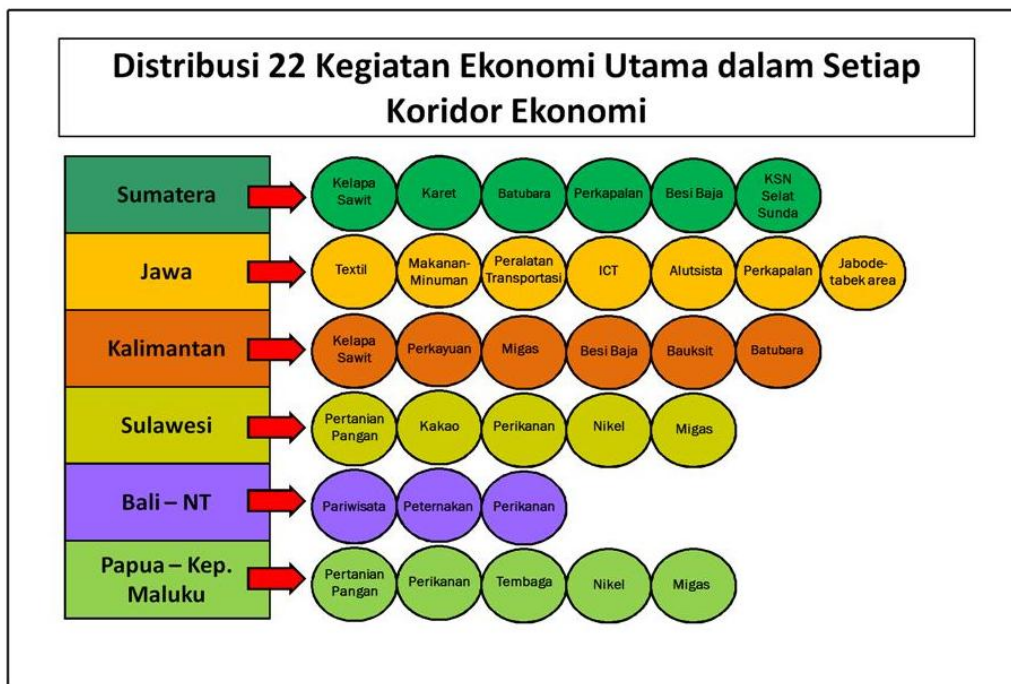 Distribusi 22 Kegiatan Ekonomi Utama dalam Setiap
Koridor Ekonomi
Sumatera
Kelapa
Sawit
Karet
Batubara
Perkapalan
Besi Baja
KSN
Selat
Sunda
Jawa
Textil
Makanan-
Minuman
Peralatan
Transportasi
ICT
Alutsista
Perkapalan
Jabode-
tabek area
Kalimantan
Kelapa
Sawit
Perkayuan
Migas
Besi Baja
Bauksit
Batubara
Sulawesi
Pertanian
Pangan
Kakao
Perikanan
Nikel
Migas
Bali – NT
Pariwisata
Peternakan
Perikanan
Papua – Kep.
Maluku
Pertanian
Pangan
Perikanan
Tembaga
Nikel
Migas